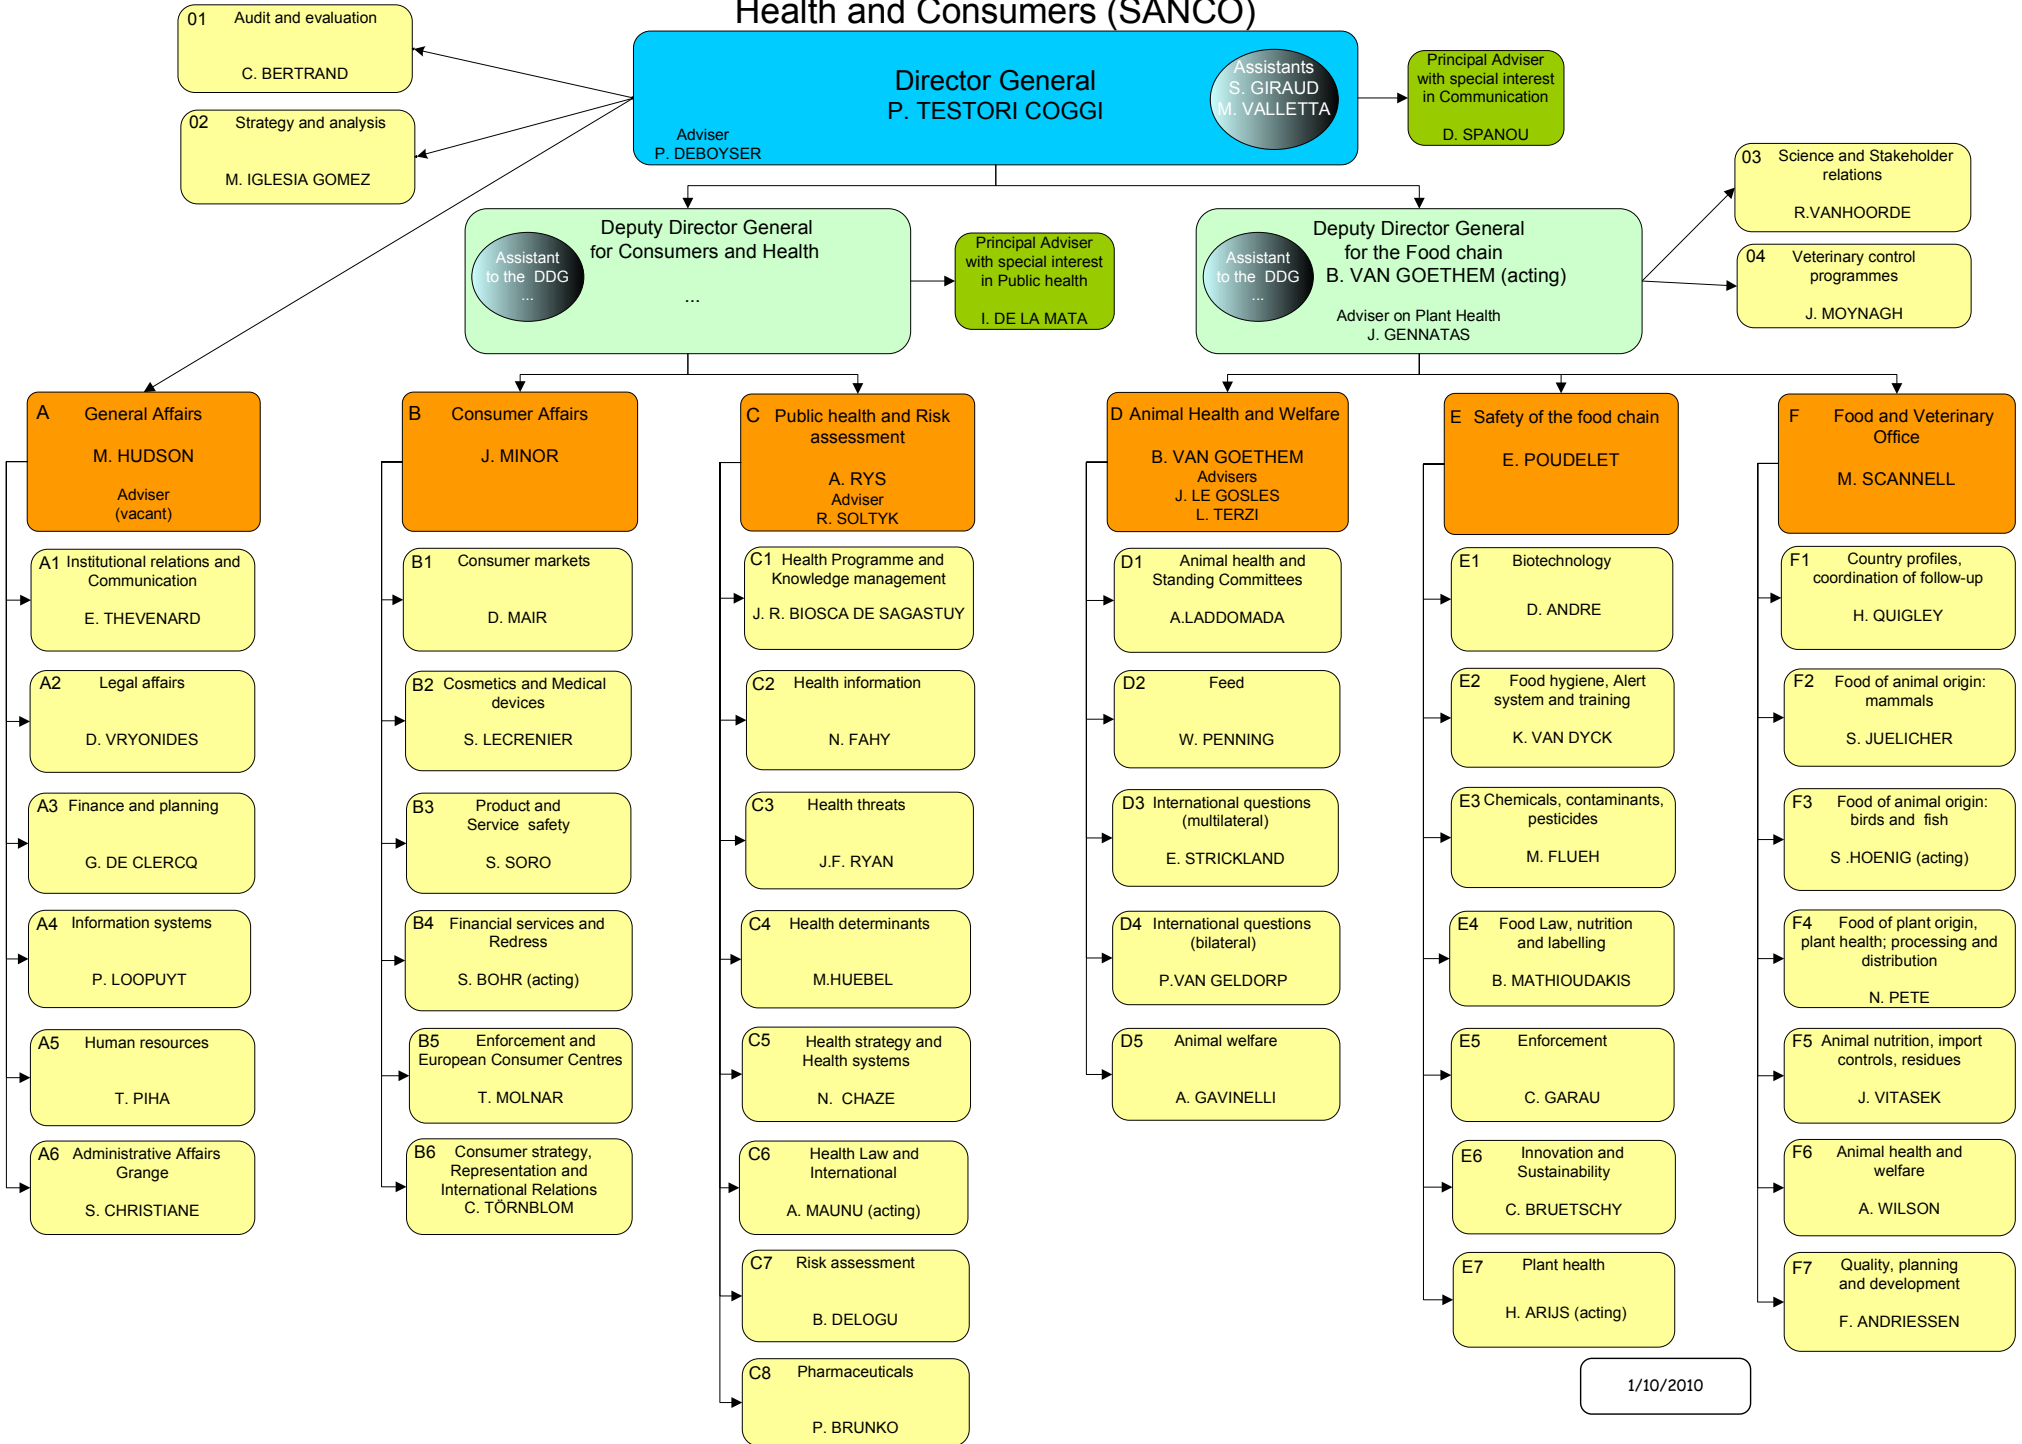 Health and Consumers (SANCO)
01 Audit and evaluation
C. BERTRAND
02 Strategy and analysis
M. IGLESIA GOMEZ
Director General
P. TESTORI COGGI
Adviser
P. DEBOYSER
Assistants
S. GIRAUD
M. VALLETTA
Principal Adviser
with special interest
in Communication
D. SPANOU
03 Science and Stakeholder
relations
R.VANHOORDE
04 Veterinary control
programmes
J. MOYNAGH
Deputy Director General
for Consumers and Health
...
Assistant
to the DDG
...
Principal Adviser
with special interest
in Public health
I. DE LA MATA
Deputy Director General
for the Food chain
B. VAN GOETHEM (acting)
Adviser on Plant Health
J. GENNATAS
Assistant
to the DDG
...
A General Affairs
M. HUDSON
Adviser
(vacant)
A1 Institutional relations and
Communication
E. THEVENARD
A2 Legal affairs
D. VRYONIDES
A3 Finance and planning
G. DE CLERCQ
A4 Information systems
P. LOOPUYT
A5 Human resources
T. PIHA
A6 Administrative Affairs
Grange
S. CHRISTIANE
B Consumer Affairs
J. MINOR
B1 Consumer markets
D. MAIR
B2 Cosmetics and Medical
devices
S. LECRENIER
B3 Product and
Service safety
S. SORO
B4 Financial services and
Redress
S. BOHR (acting)
B5 Enforcement and
European Consumer Centres
T. MOLNAR
B6 Consumer strategy,
Representation and
International Relations
C. TÖRNBLOM
C Public health and Risk
assessment
A. RYS
Adviser
R. SOLTYK
C1 Health Programme and
Knowledge management
J. R. BIOSCA DE SAGASTUY
C2 Health information
N. FAHY
C3 Health threats
J.F. RYAN
C4 Health determinants
M.HUEBEL
C5 Health strategy and
Health systems
N. CHAZE
C6 Health Law and
International
A. MAUNU (acting)
C7 Risk assessment
B. DELOGU
C8 Pharmaceuticals
P. BRUNKO
D Animal Health and Welfare
B. VAN GOETHEM
Advisers
J. LE GOSLES
L. TERZI
D1 Animal health and
Standing Committees
A.LADDOMADA
D2 Feed
W. PENNING
D3 International questions
(multilateral)
E. STRICKLAND
D4 International questions
(bilateral)
P.VAN GELDORP
D5 Animal welfare
A. GAVINELLI
E Safety of the food chain
E. POUDELET
E1 Biotechnology
D. ANDRE
E2 Food hygiene, Alert
system and training
K. VAN DYCK
E3 Chemicals, contaminants,
pesticides
M. FLUEH
E4 Food Law, nutrition
and labelling
B. MATHIOUDAKIS
E5 Enforcement
C. GARAU
E6 Innovation and
Sustainability
C. BRUETSCHY
E7 Plant health
H. ARIJS (acting)
F Food and Veterinary
Office
M. SCANNELL
F1 Country profiles,
coordination of follow-up
H. QUIGLEY
F2 Food of animal origin:
mammals
S. JUELICHER
F3 Food of animal origin:
birds and fish
S .HOENIG (acting)
F4 Food of plant origin,
plant health; processing and
distribution
N. PETE
F5 Animal nutrition, import
controls, residues
J. VITASEK
F6 Animal health and
welfare
A. WILSON
F7 Quality, planning
and development
F. ANDRIESSEN
1/10/2010